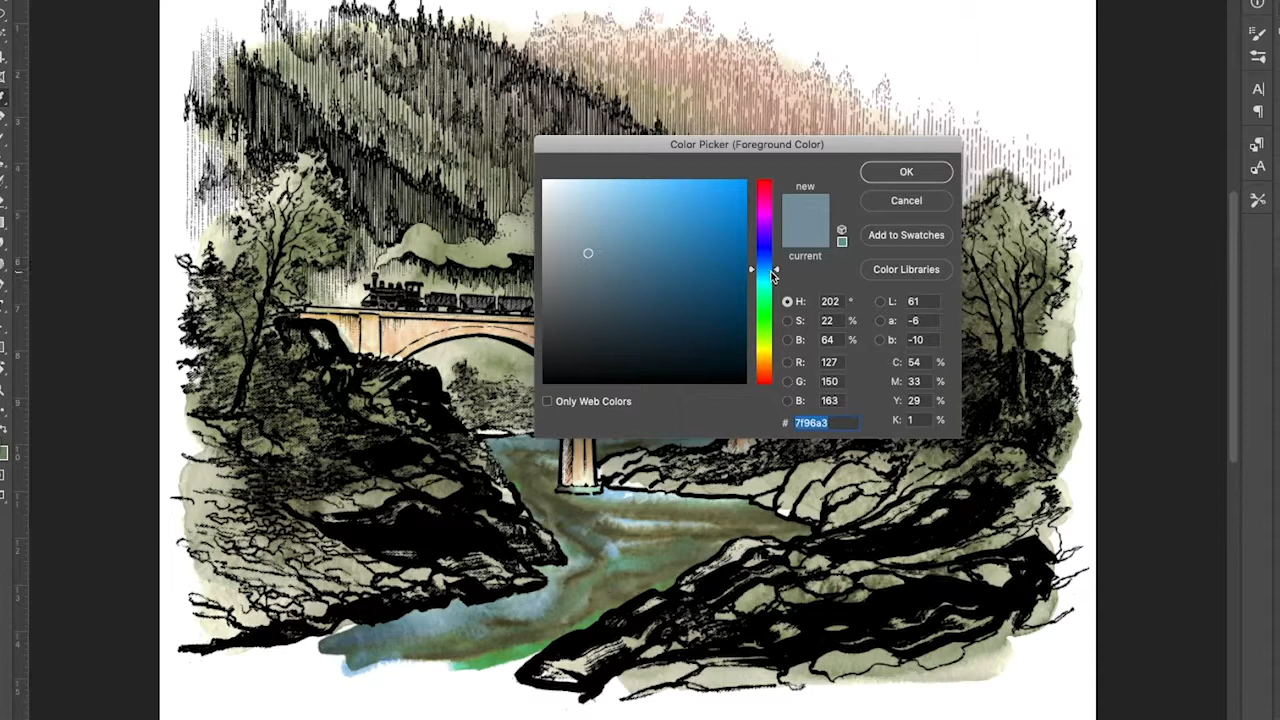 Color Picker (Foreground Color)
new
current
OK
Cancel
Add to Swatches
Color Libraries
H: 202 °
S: 22 %
B: 64 %
R: 127
G: 150
B: 163
# 7f96a3
L: 61
a: -6
b: -10
C: 54 %
M: 33 %
Y: 29 %
K: 1 %
Only Web Colors